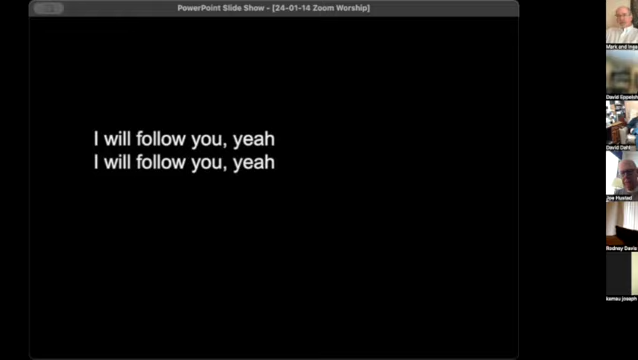 PowerPoint Slide Show - [24-01-14 Zoom Worship]
I will follow you, yeah
I will follow you, yeah
Mark and Inga
David Eppelsh
David Dahl
Joe Hustad
Rodney Davis
kamau joseph